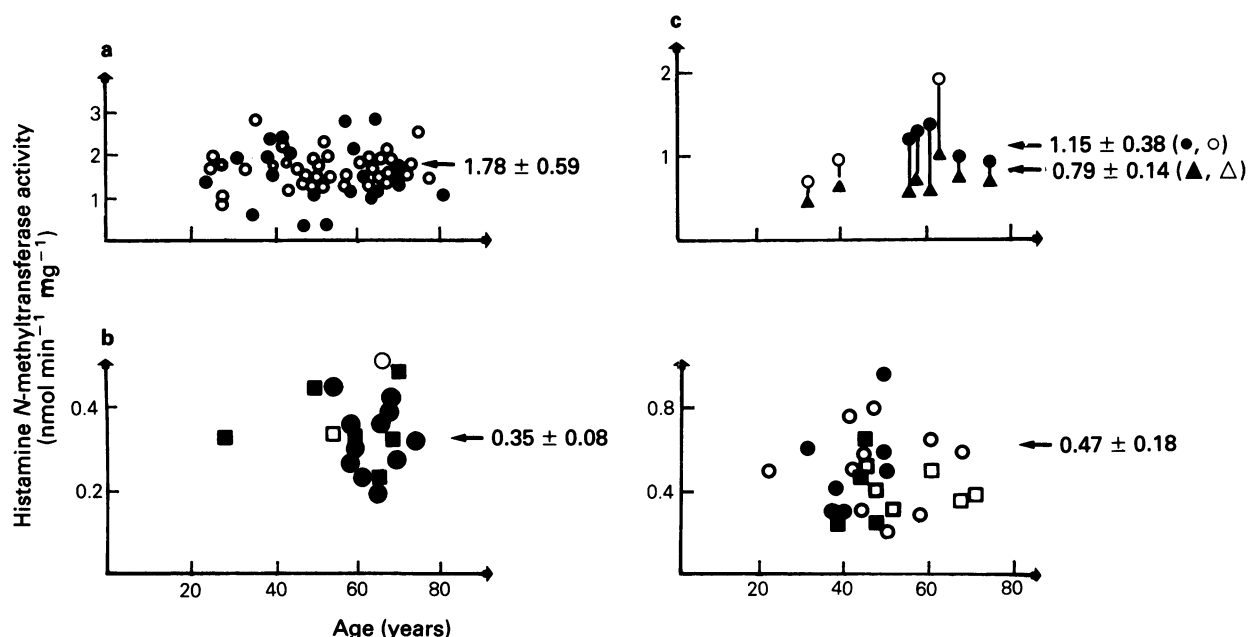 a
3
2
1
1.78 ± 0.59
c
2
1
1.15 ± 0.38 (●, ○)
0.79 ± 0.14 (▲, △)
Histamine N-methyltransferase activity
(nmol min⁻¹ mg⁻¹)
b
0.4
0.2
0.35 ± 0.08
20 40 60 80
0.8
0.4
0.47 ± 0.18
20 40 60 80
Age (years)